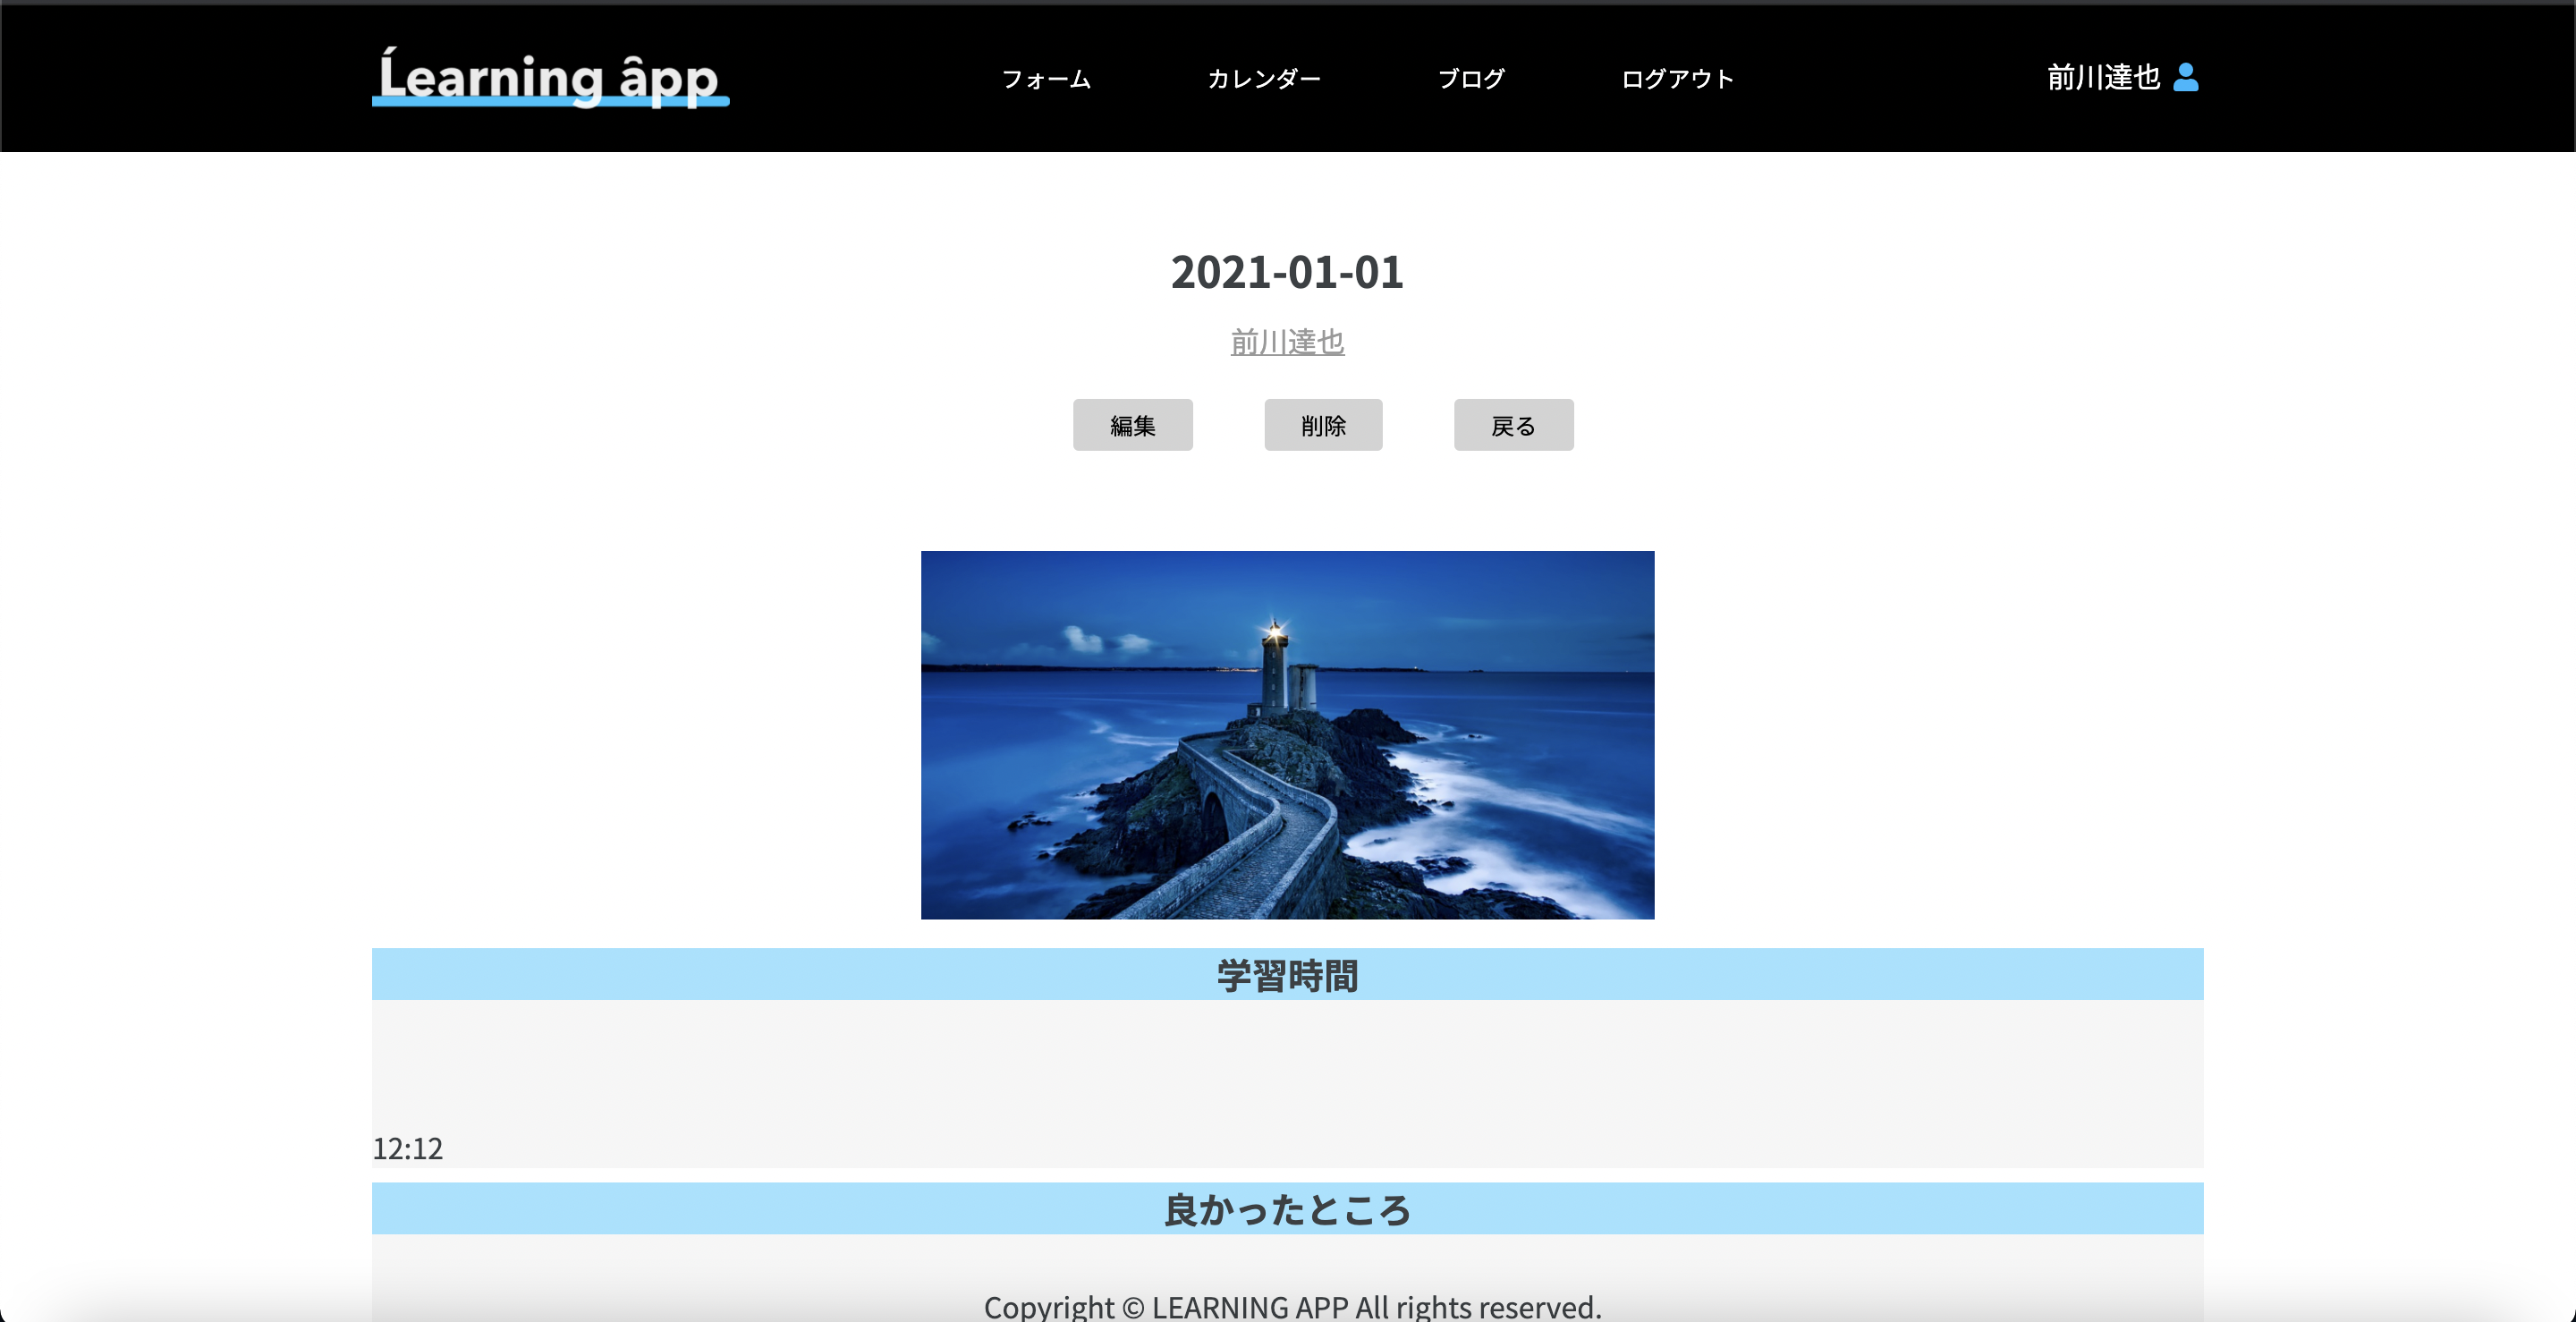 Ĺearning âpp
フォーム
カレンダー
ブログ
ログアウト
前川達也
2021-01-01
前川達也
編集
削除
戻る
学習時間
12:12
良かったところ
Copyright © LEARNING APP All rights reserved.